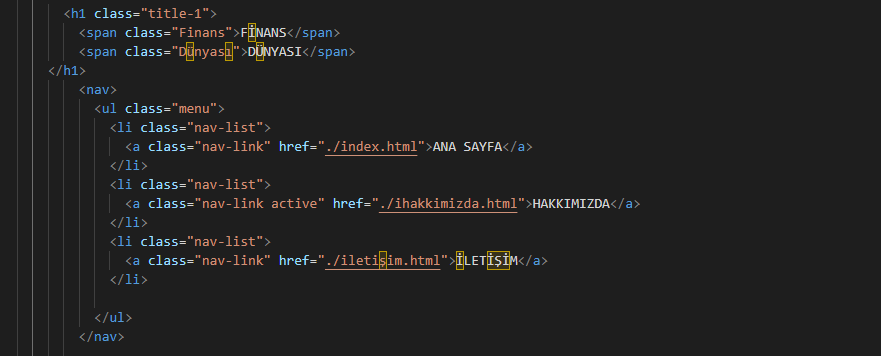 <h1 class="title-1">
<span class="Finans">FİNANS</span>
<span class="Dünyası">DÜNYASI</span>
</h1>
<nav>
<ul class="menu">
<li class="nav-list">
<a class="nav-link" href="./index.html">ANA SAYFA</a>
</li>
<li class="nav-list">
<a class="nav-link active" href="./ihakkimizda.html">HAKKIMIZDA</a>
</li>
<li class="nav-list">
<a class="nav-link" href="./iletişim.html">İLETİŞİM</a>
</li>
</ul>
</nav>